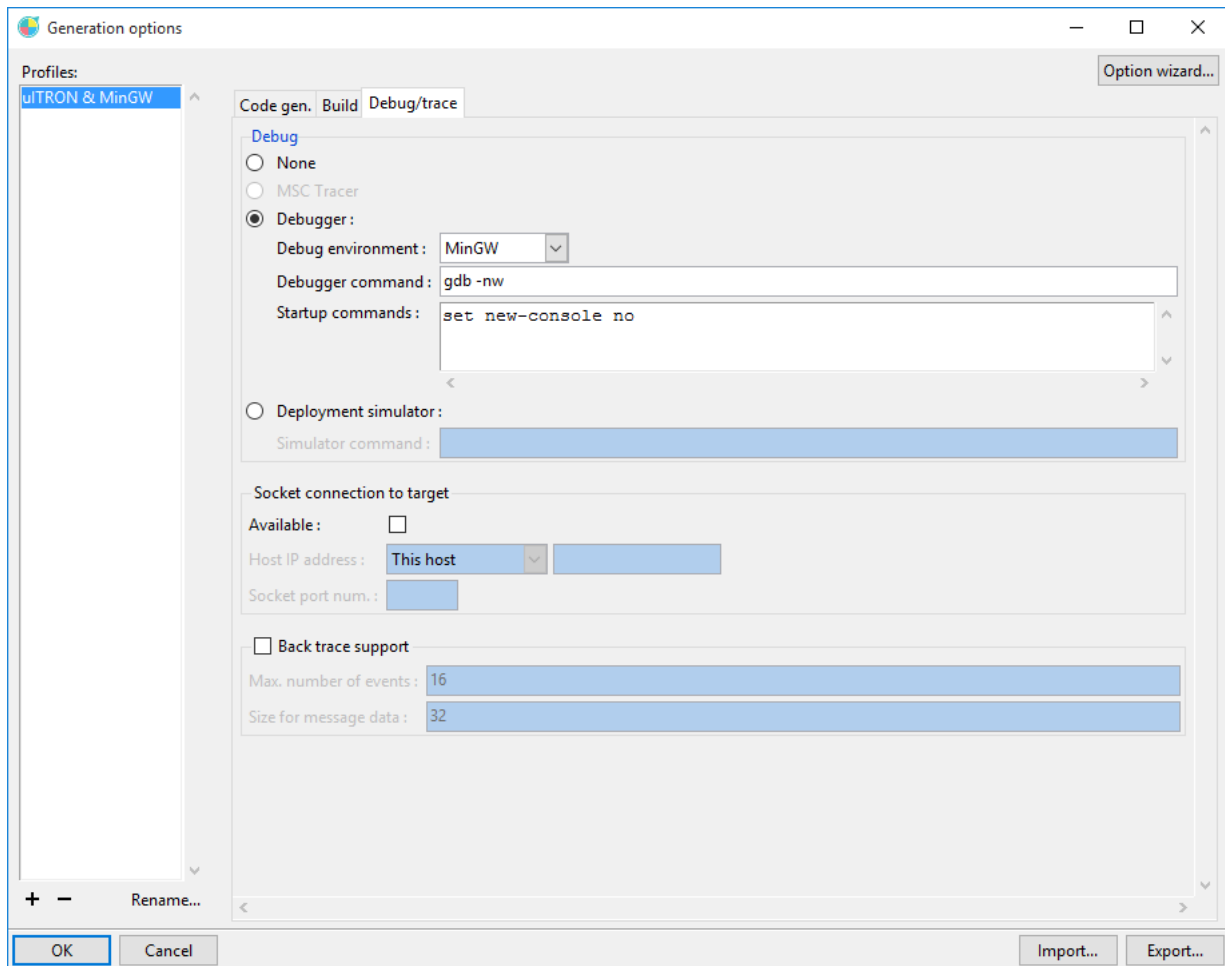 Generation options
Profiles:
Option wizard...
uITRON & MinGW
Code gen. Build Debug/trace
Debug
None
MSC Tracer
Debugger :
Debug environment : MinGW
Debugger command : gdb -nw
Startup commands : set new-console no
Deployment simulator :
Simulator command :
Socket connection to target
Available :
Host IP address : This host
Socket port num. :
Back trace support
Max. number of events : 16
Size for message data : 32
+ − Rename...
OK Cancel Import... Export...